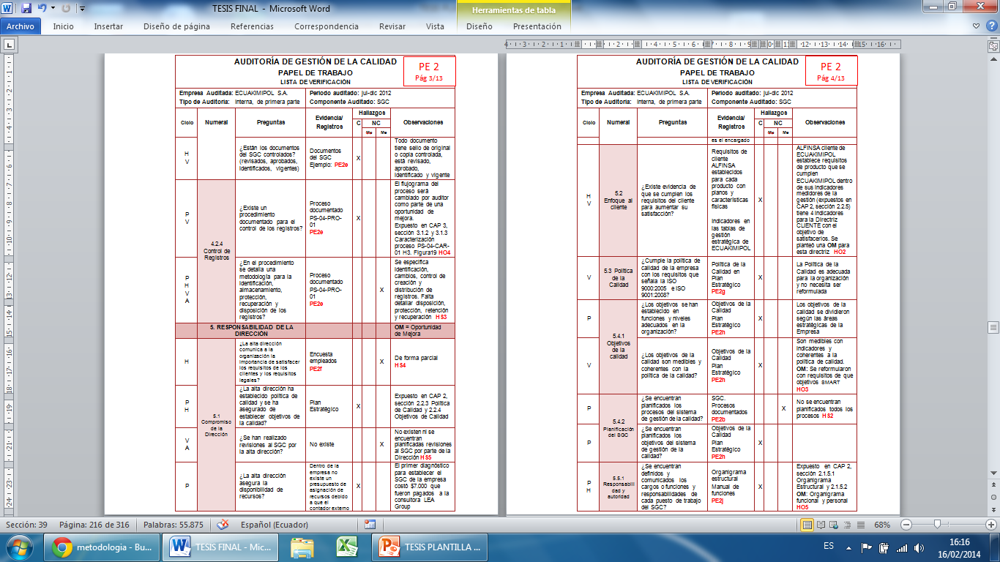 TESIS FINAL - Microsoft Word
Herramientas de tabla
Archivo
Inicio
Insertar
Diseño de página
Referencias
Correspondencia
Revisar
Vista
Diseño
Presentación
AUDITORÍA DE GESTIÓN DE LA CALIDAD
PAPEL DE TRABAJO
LISTA DE VERIFICACIÓN
PE 2
Pág 3/13
Empresa Auditada: ECUAKIMPOL S.A.
Periodo auditado: jul-dic 2012
Tipo de Auditoría: Interna, de primera parte
Componente Auditado: SGC
Ciclo
Numeral
Preguntas
Evidencia/
Registros
Hallazgos
C
NC
Ma
Me
Observaciones
H
V
¿Están los documentos
del SGC controlados?
(revisados, aprobados,
identificados, vigentes)
Documentos
del SGC
Ejemplo: PE2e
X
Todo documento
tiene sello de original
o copia controlada,
está revisado,
aprobado,
identificado y vigente
P
V
4.2.4
Control de
Registros
¿Existe un
procedimiento
documentado para el
control de los registros?
Proceso
documentado
PS-04-PRO-
01
PE2e
X
El flujograma del
proceso será
cambiado por auditor
como parte de una
oportunidad de
mejora.
Expuesto en CAP 3,
sección 3.1.2 y 3.1.3
Caracterización
proceso PS-04-CAR-
01 H3. Figura19 HO4
P
H
V
A
¿En el procedimiento
se detalla una
metodología para la
identificación,
almacenamiento,
protección,
recuperación y
disposición de los
registros?
Proceso
documentado
PS-04-PRO-
01
PE2e
X
Se especifica
identificación,
cambios, control de
creación y
distribución de
registros. Falta
detallar disposición,
protección, retención
y recuperación HS3
5. RESPONSABILIDAD DE LA
DIRECCIÓN
OM = Oportunidad
de Mejora
H
5.1
Compromiso
de la
Dirección
¿La alta dirección
comunica a la
organización la
importancia de satisfacer
los requisitos de los
clientes y los requisitos
legales?
Encuesta
empleados
PE2f
X
De forma parcial
HS4
P
H
¿La alta dirección ha
establecido política de
calidad y se ha
asegurado de
establecer objetivos de
la calidad?
Plan
Estratégico
X
Expuesto en CAP 2,
sección 2.2.3 Política
de Calidad y 2.2.4
Objetivos de Calidad
V
A
¿Se han realizado
revisiones al SGC por
la alta dirección?
No existe
X
No existen ni se
encuentran
planificadas revisiones
al SGC por parte de la
Dirección HS5
P
¿La alta dirección
asegura la
disponibilidad de
recursos?
Dentro de la
empresa no
existe un
presupuesto de
asignación de
recursos debido
a que el
contador externo
X
El primer diagnóstico
para establecer el
SGC de la empresa
costó $7.000 que
fueron pagados a la
consultora LEA
Group
AUDITORÍA DE GESTIÓN DE LA CALIDAD
PAPEL DE TRABAJO
LISTA DE VERIFICACIÓN
PE 2
Pág 4/13
Empresa Auditada: ECUAKIMIPOL S.A.
Periodo auditado: jul-dic 2012
Tipo de Auditoría: Interna, de primera parte
Componente Auditado: SGC
Ciclo
Numeral
Preguntas
Evidencia/
Registros
Hallazgos
C
NC
Ma
Me
Observaciones
es el encargado
H
V
5.2
Enfoque al
cliente
¿Existe evidencia de
que se cumplen los
requisitos del cliente
para aumentar su
satisfacción?
Requisitos de
cliente
ALFINSA
establecidos
para cada
producto con
planos y
características
físicas
Indicadores en
las tablas de
gestión
estratégica de
ECUAKIMIPOL
X
ALFINSA cliente de
ECUAKIMIPOL
establece requisitos
de producto que se
cumplen
ECUAKIMIPOL dentro
de sus indicadores
medidores de la
gestión (expuestos en
CAP 2, sección 2.2.5)
tiene 4 indicadores
para la Directriz
CLIENTE con el
objetivo de
satisfacerlos. Se
planteó una OM para
esta directriz HO2
V
5.3 Política
de la
Calidad
¿Cumple la política de
calidad de la empresa
con los requisitos que
señala la ISO
9000:2005 e ISO
9001:2008?
Política de la
Calidad en
Plan
Estratégico
PE2g
X
La Política de la
Calidad es adecuada
para la organización
y no necesita ser
reformulada
P
5.4.1
Objetivos
de la
calidad
¿Los objetivos se han
establecido en
funciones y niveles
adecuados en la
organización?
Objetivos de la
Calidad
Plan
Estratégico
PE2h
X
Los objetivos de la
calidad se dividieron
según las áreas
estratégicas de la
Empresa
V
¿Los objetivos de la
calidad son medibles y
coherentes con la
política de la calidad?
Objetivos de la
Calidad
Plan
Estratégico
PE2h
X
Son medibles con
indicadores y
coherentes a la
política de calidad.
OM: Se reformularon
con requisitos de que
objetivos SMART
HO3
P
5.4.2
Planificación
del SGC
¿Se encuentran
planificados los
procesos del sistema
de gestión de la calidad?
SGC.
Procesos
documentados
PE2b
X
No se encuentran
planificados todos los
procesos HS2
P
¿Se encuentran
planificados los
objetivos del sistema
de gestión de la
calidad?
Objetivos de la
Calidad
Plan
Estratégico
PE2h
X
P
H
5.5.1
Responsabili
dad y
autoridad
¿Se encuentran
definidos y
comunicados los
cargos o funciones y
responsabilidades de
cada puesto de trabajo
del SGC?
Organigrama
estructural
Manual de
funciones
PE2j
X
Expuesto en CAP 2,
sección 2.1.5.1
Organigrama
Estructural y 2.1.5.2
OM: Organigrama
funcional y personal
HO5
Sección: 39
Página: 216 de 316
Palabras: 55.875
Español (Ecuador)
68%
metodologia - Bu...
TESIS FINAL - Mic...
TESIS PLANTILLA ...
ES
16:16
16/02/2014